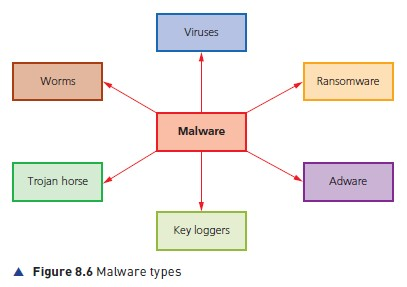 Viruses
Worms
Ransomware
Malware
Trojan horse
Adware
Key loggers
▲ Figure 8.6 Malware types